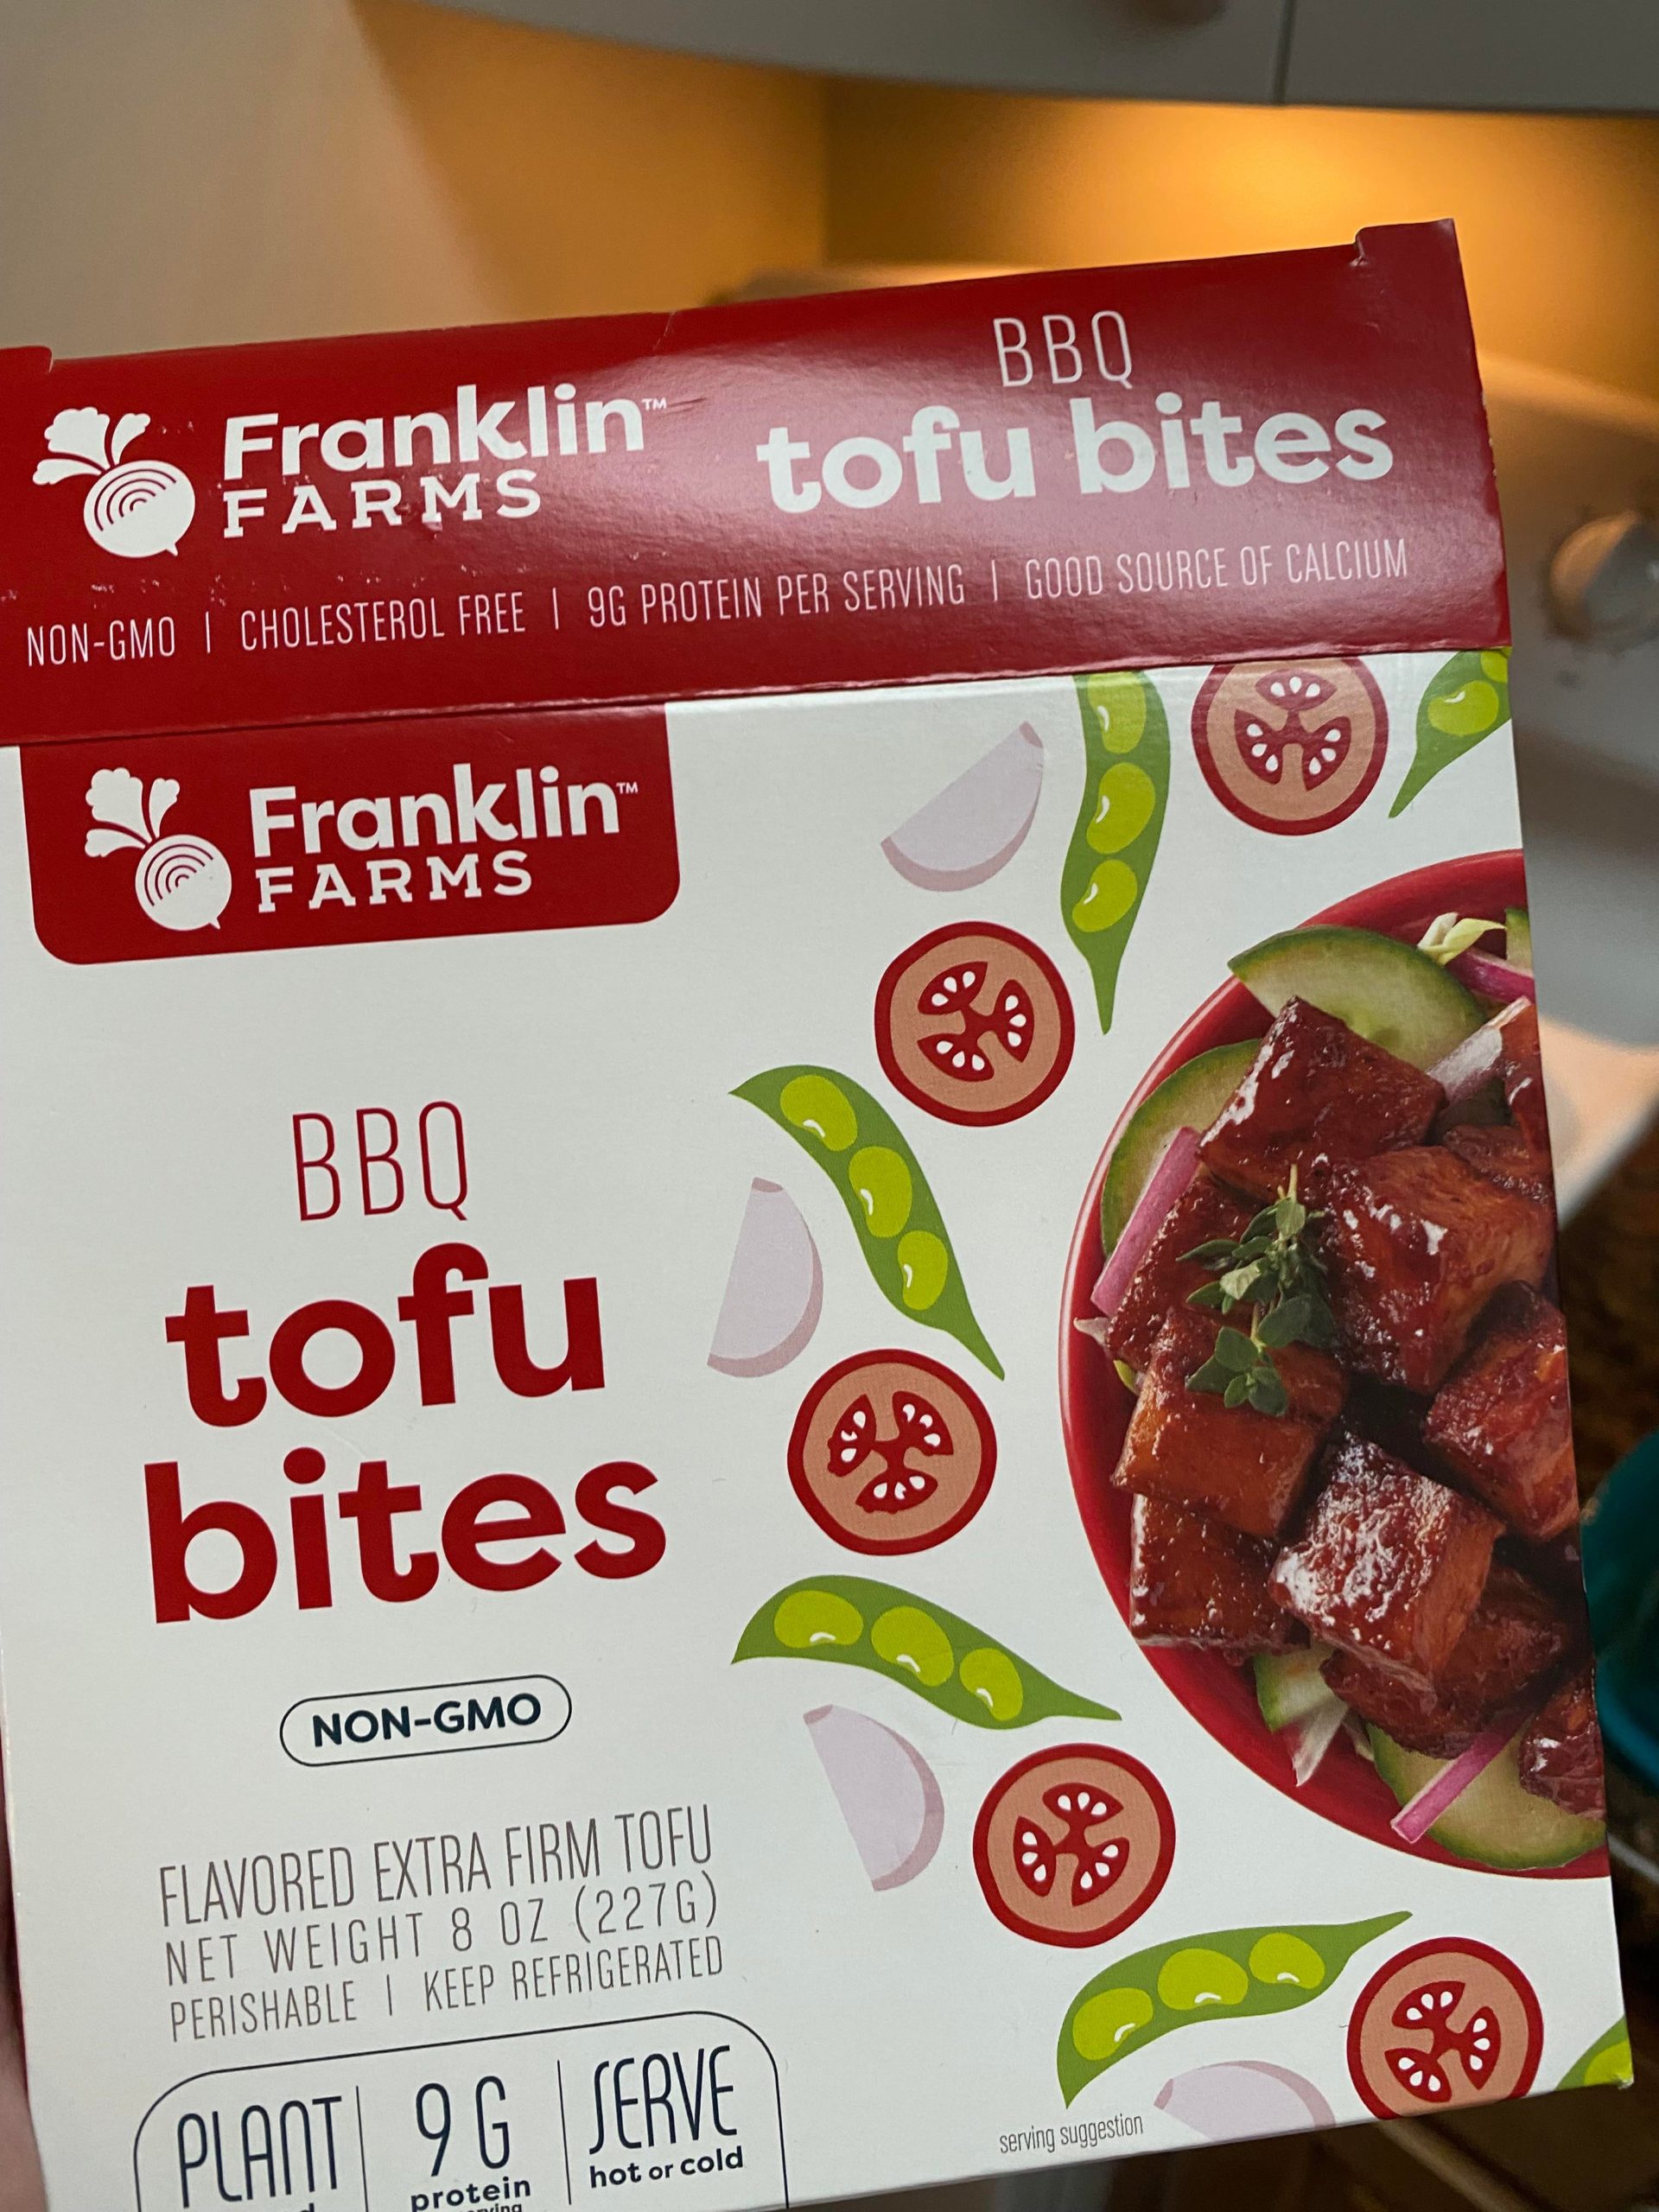 Franklin™
FARMS
BBQ
tofu bites
NON-GMO | CHOLESTEROL FREE | 9G PROTEIN PER SERVING | GOOD SOURCE OF CALCIUM
Franklin™
FARMS
BBQ
tofu
bites
NON-GMO
FLAVORED EXTRA FIRM TOFU
NET WEIGHT 8 OZ (227G)
PERISHABLE | KEEP REFRIGERATED
PLANT
9 G
protein
SERVE
hot or cold
serving suggestion